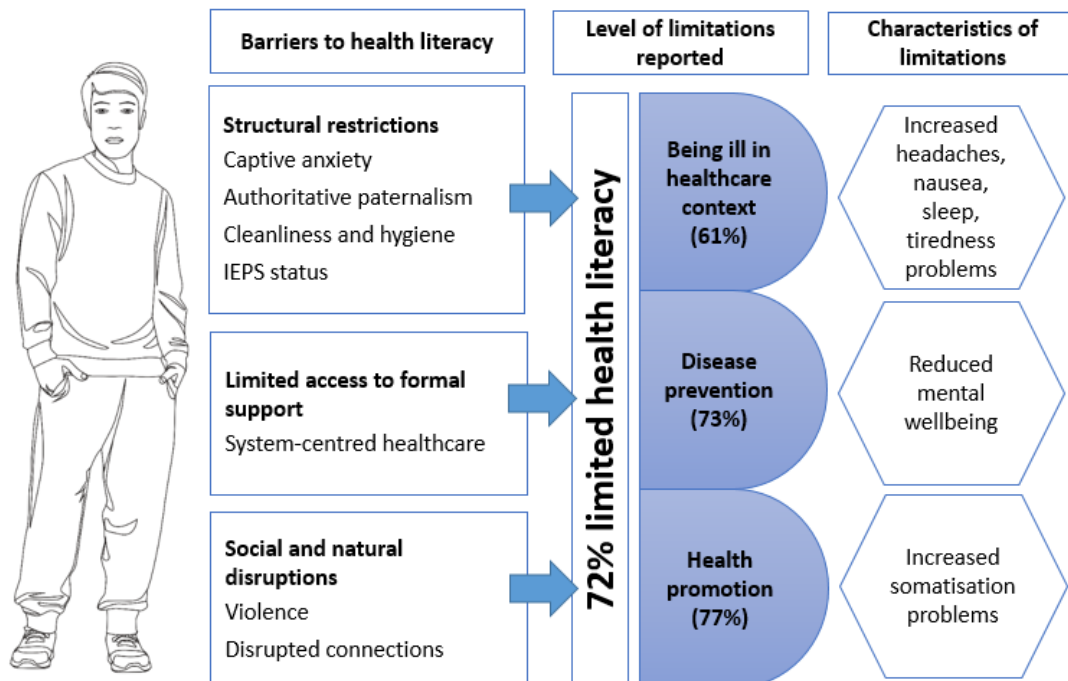 Barriers to health literacy
Level of limitations
reported
Characteristics of
limitations
Structural restrictions
Captive anxiety
Authoritative paternalism
Cleanliness and hygiene
IEPS status
Limited access to formal
support
System-centred healthcare
Social and natural
disruptions
Violence
Disrupted connections
72% limited health literacy
Being ill in
healthcare
context
(61%)
Disease
prevention
(73%)
Health
promotion
(77%)
Increased
headaches,
nausea,
sleep,
tiredness
problems
Reduced
mental
wellbeing
Increased
somatisation
problems